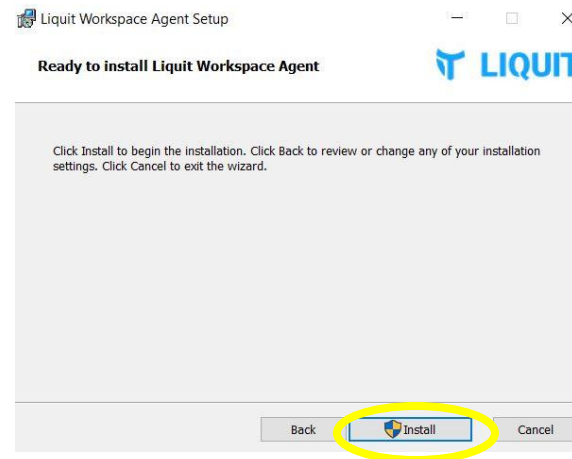 Liquit Workspace Agent Setup
Ready to install Liquit Workspace Agent
LIQUIT
Click Install to begin the installation. Click Back to review or change any of your installation
settings. Click Cancel to exit the wizard.
Back
Install
Cancel